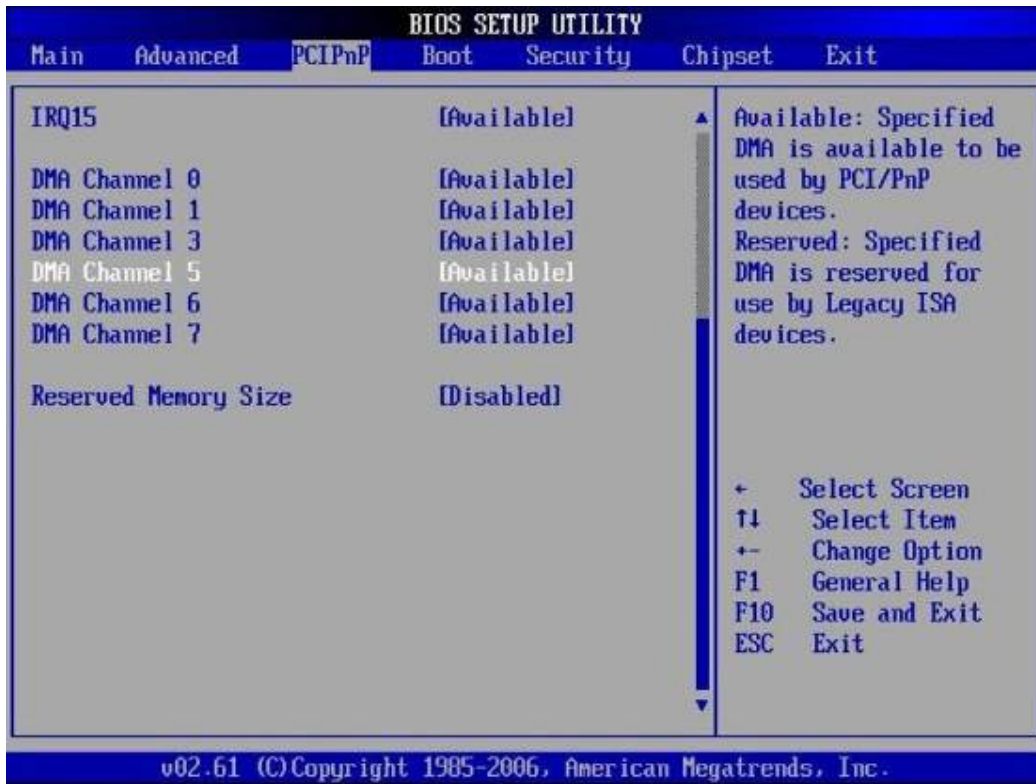 BIOS SETUP UTILITY
Main Advanced PCIPnP Boot Security Chipset Exit
IRQ15 [Available]
DMA Channel 0 [Available]
DMA Channel 1 [Available]
DMA Channel 3 [Available]
DMA Channel 5 [Available]
DMA Channel 6 [Available]
DMA Channel 7 [Available]
Reserved Memory Size [Disabled]
Available: Specified
DMA is available to be
used by PCI/PnP
devices.
Reserved: Specified
DMA is reserved for
use by Legacy ISA
devices.
← Select Screen
↑↓ Select Item
+- Change Option
F1 General Help
F10 Save and Exit
ESC Exit
v02.61 (C)Copyright 1985-2006, American Megatrends, Inc.